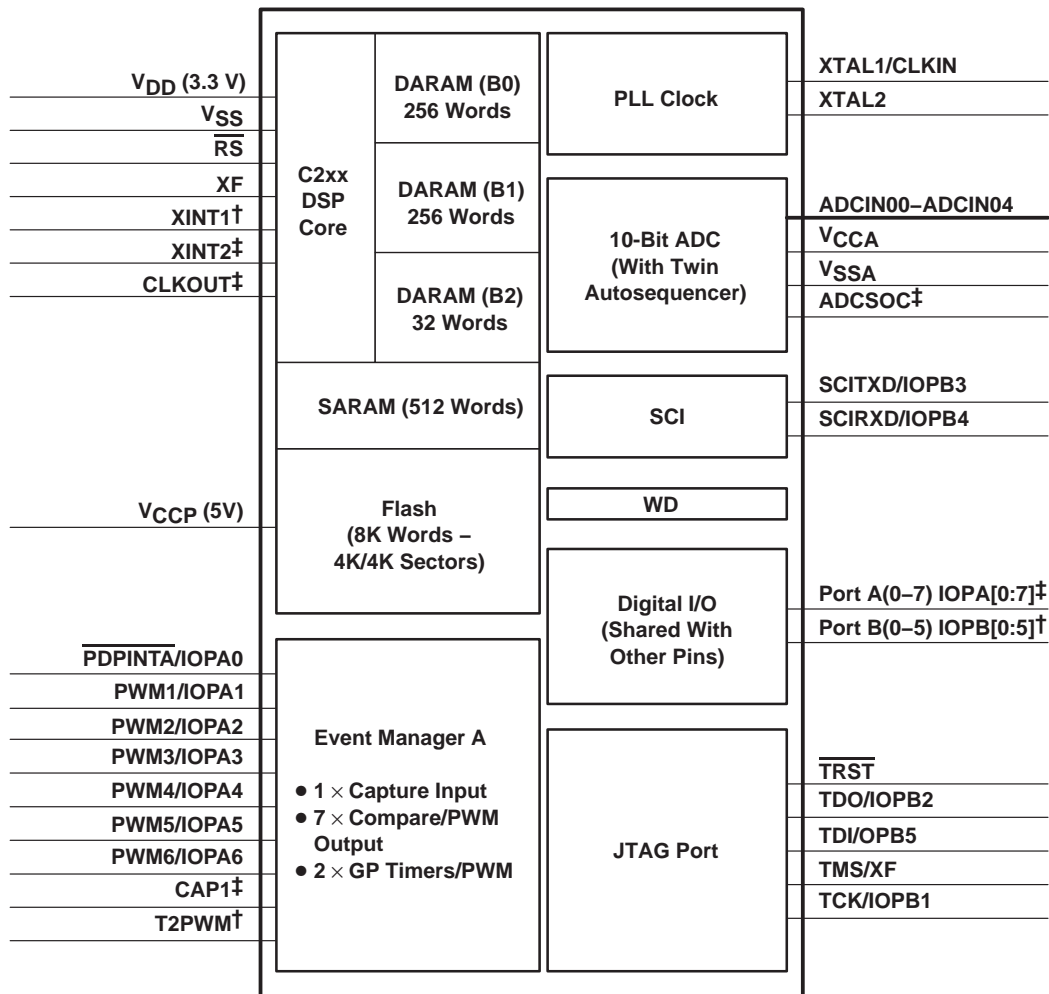 VDD (3.3 V)
VSS
RS
XF
XINT1†
XINT2‡
CLKOUT‡
VCCP (5V)
PDPINTA/IOPA0
PWM1/IOPA1
PWM2/IOPA2
PWM3/IOPA3
PWM4/IOPA4
PWM5/IOPA5
PWM6/IOPA6
CAP1‡
T2PWM†
C2xx
DSP
Core
DARAM (B0)
256 Words
DARAM (B1)
256 Words
DARAM (B2)
32 Words
SARAM (512 Words)
Flash
(8K Words –
4K/4K Sectors)
Event Manager A
● 1 × Capture Input
● 7 × Compare/PWM
Output
● 2 × GP Timers/PWM
PLL Clock
10-Bit ADC
(With Twin
Autosequencer)
SCI
WD
Digital I/O
(Shared With
Other Pins)
JTAG Port
XTAL1/CLKIN
XTAL2
ADCIN00–ADCIN04
VCCA
VSSA
ADCSOC‡
SCITXD/IOPB3
SCIRXD/IOPB4
Port A(0–7) IOPA[0:7]‡
Port B(0–5) IOPB[0:5]†
TRST
TDO/IOPB2
TDI/OPB5
TMS/XF
TCK/IOPB1